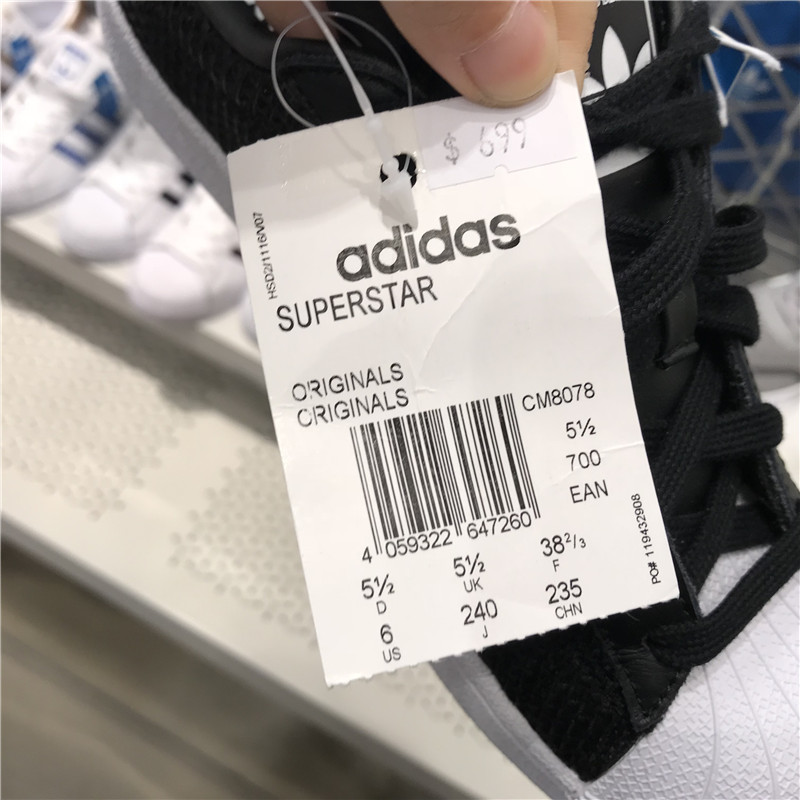 $ 699
HSD2/1116/V07
adidas
SUPERSTAR
ORIGINALS
ORIGINALS
CM8078
5½
700
EAN
4 059322 647260
5½ 5½ 38²/₃
D UK F
6 240 235
US J CHN
PO# 119432908